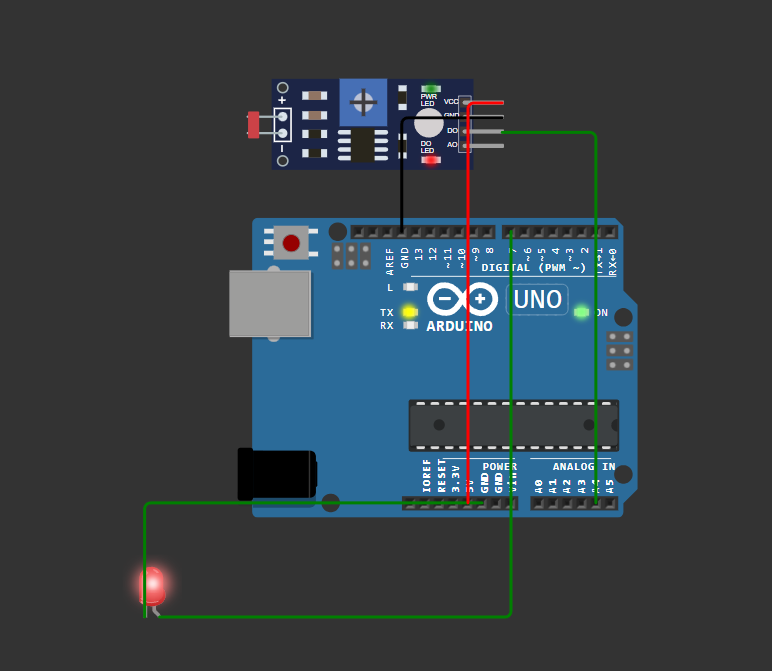 +
PWR
LED
VCC
GND
DO
AO
DO
LED
-
AREF
GND
13
12
~11
~10
~9
8
7
~6
~5
4
~3
2
TX→1
RX←0
DIGITAL (PWM ~)
L
TX
RX
ARDUINO
UNO
ON
IOREF
RESET
3.3V
5V
GND
GND
Vin
POWER
ANALOG IN
A0
A1
A2
A3
A4
A5